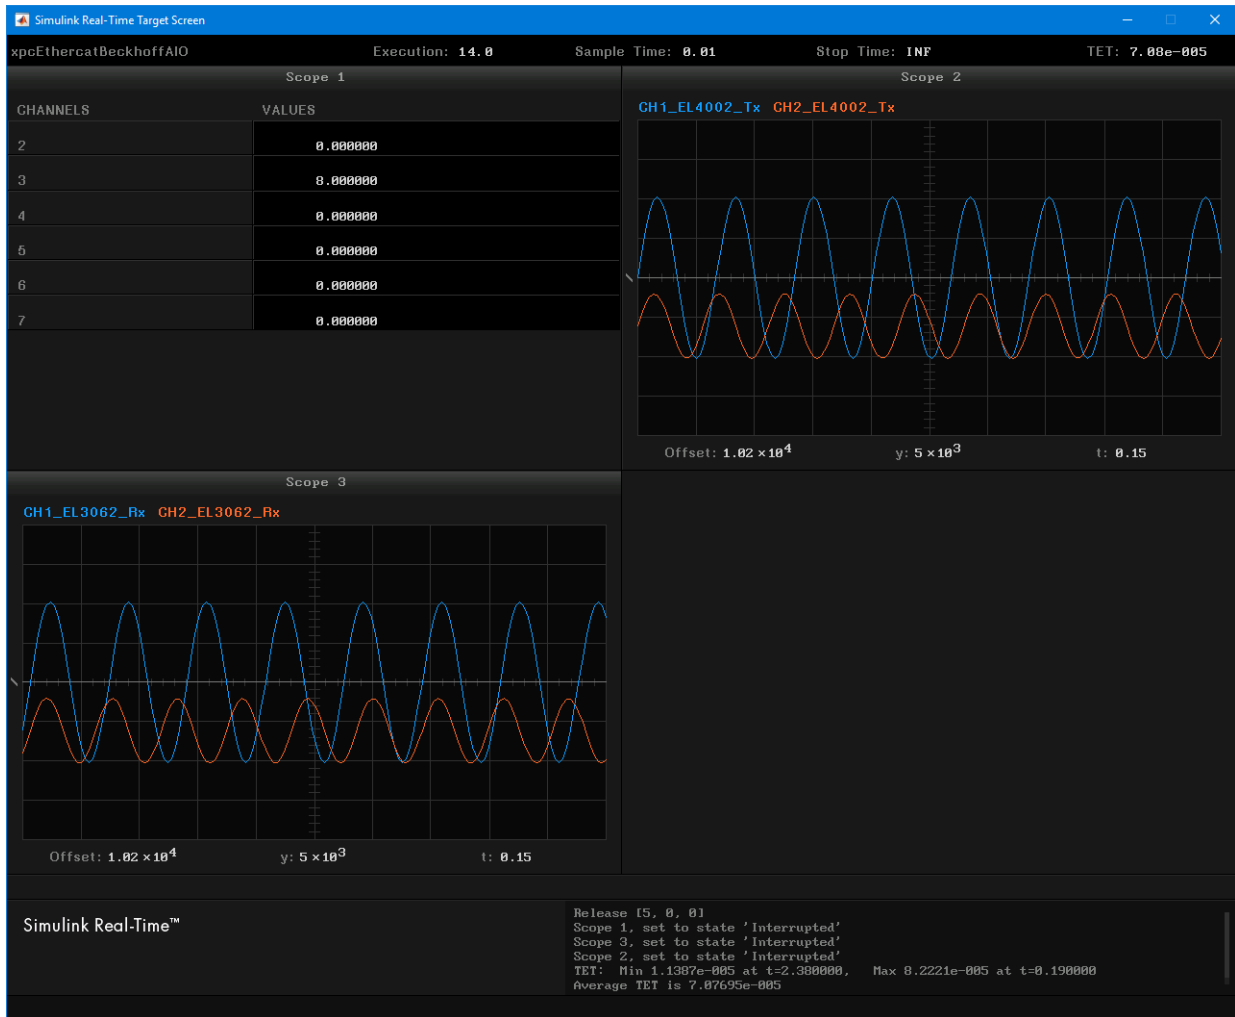 Simulink Real-Time Target Screen
xpcEthercatBeckhoffAIO Execution: 14.0 Sample Time: 0.01 Stop Time: INF TET: 7.08e-005
Scope 1
CHANNELS VALUES
2 0.000000
3 8.000000
4 0.000000
5 0.000000
6 0.000000
7 0.000000
Scope 2
CH1_EL4002_Tx CH2_EL4002_Tx
Offset: 1.02×10⁴ y: 5×10³ t: 0.15
Scope 3
CH1_EL3062_Rx CH2_EL3062_Rx
Offset: 1.02×10⁴ y: 5×10³ t: 0.15
Simulink Real-Time™
Release [5, 0, 0]
Scope 1, set to state 'Interrupted'
Scope 3, set to state 'Interrupted'
Scope 2, set to state 'Interrupted'
TET: Min 1.1387e-005 at t=2.380000, Max 8.2221e-005 at t=0.190000
Average TET is 7.07695e-005